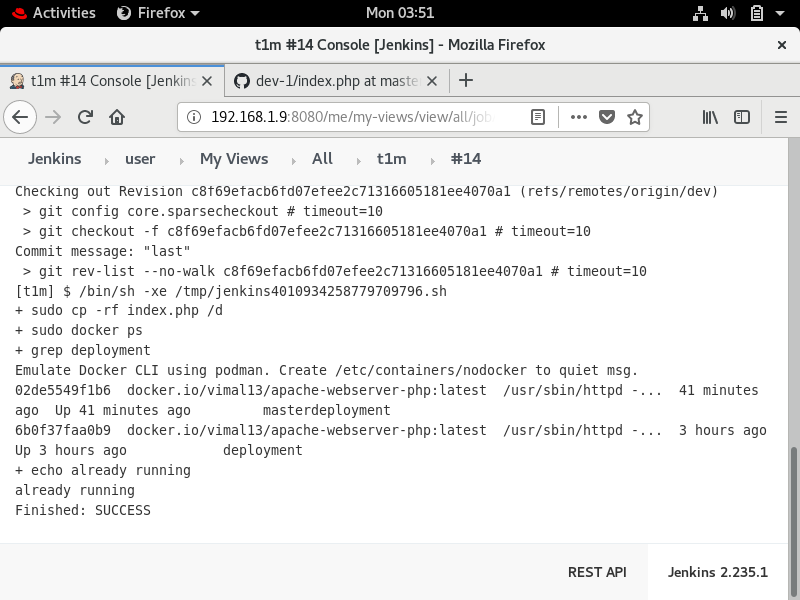 Activities Firefox Mon 03:51
t1m #14 Console [Jenkins] - Mozilla Firefox
t1m #14 Console [Jenkins dev-1/index.php at maste
192.168.1.9:8080/me/my-views/view/all/job
Jenkins user My Views All t1m #14
Checking out Revision c8f69efacb6fd07efee2c71316605181ee4070a1 (refs/remotes/origin/dev)
> git config core.sparsecheckout # timeout=10
> git checkout -f c8f69efacb6fd07efee2c71316605181ee4070a1 # timeout=10
Commit message: "last"
> git rev-list --no-walk c8f69efacb6fd07efee2c71316605181ee4070a1 # timeout=10
[t1m] $ /bin/sh -xe /tmp/jenkins4010934258779709796.sh
+ sudo cp -rf index.php /d
+ sudo docker ps
+ grep deployment
Emulate Docker CLI using podman. Create /etc/containers/nodocker to quiet msg.
02de5549f1b6 docker.io/vimal13/apache-webserver-php:latest /usr/sbin/httpd -... 41 minutes
ago Up 41 minutes ago masterdeployment
6b0f37faa0b9 docker.io/vimal13/apache-webserver-php:latest /usr/sbin/httpd -... 3 hours ago
Up 3 hours ago deployment
+ echo already running
already running
Finished: SUCCESS
REST API Jenkins 2.235.1